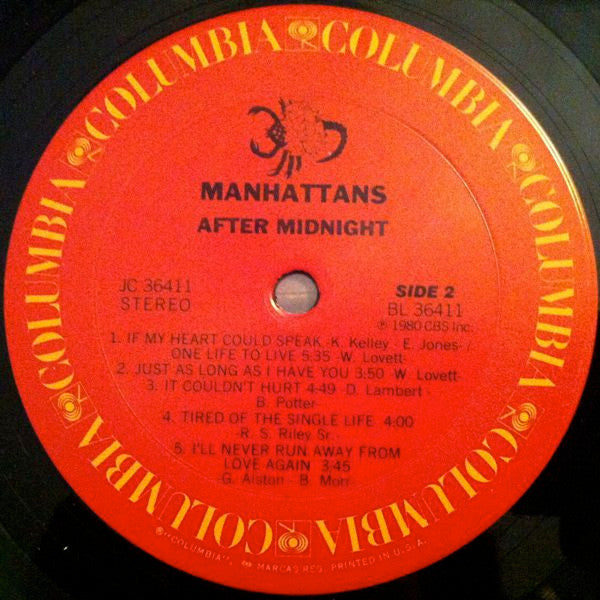 COLUMBIA COLUMBIA COLUMBIA COLUMBIA COLUMBIA COLUMBIA
MANHATTANS
AFTER MIDNIGHT
JC 36411
STEREO
SIDE 2
BL 36411
℗ 1980 CBS Inc.
1. IF MY HEART COULD SPEAK -K. Kelley - E. Jones- /
ONE LIFE TO LIVE 5:35 -W. Lovett-
2. JUST AS LONG AS I HAVE YOU 3:50 -W. Lovett-
3. IT COULDN'T HURT 4:49 -D. Lambert -
B. Potter-
4. TIRED OF THE SINGLE LIFE 4:00
-R. S. Riley Sr.-
5. I'LL NEVER RUN AWAY FROM
LOVE AGAIN 3:45
-G. Alston - B. Morr-
®"COLUMBIA", MARCAS REG. PRINTED IN U.S.A.